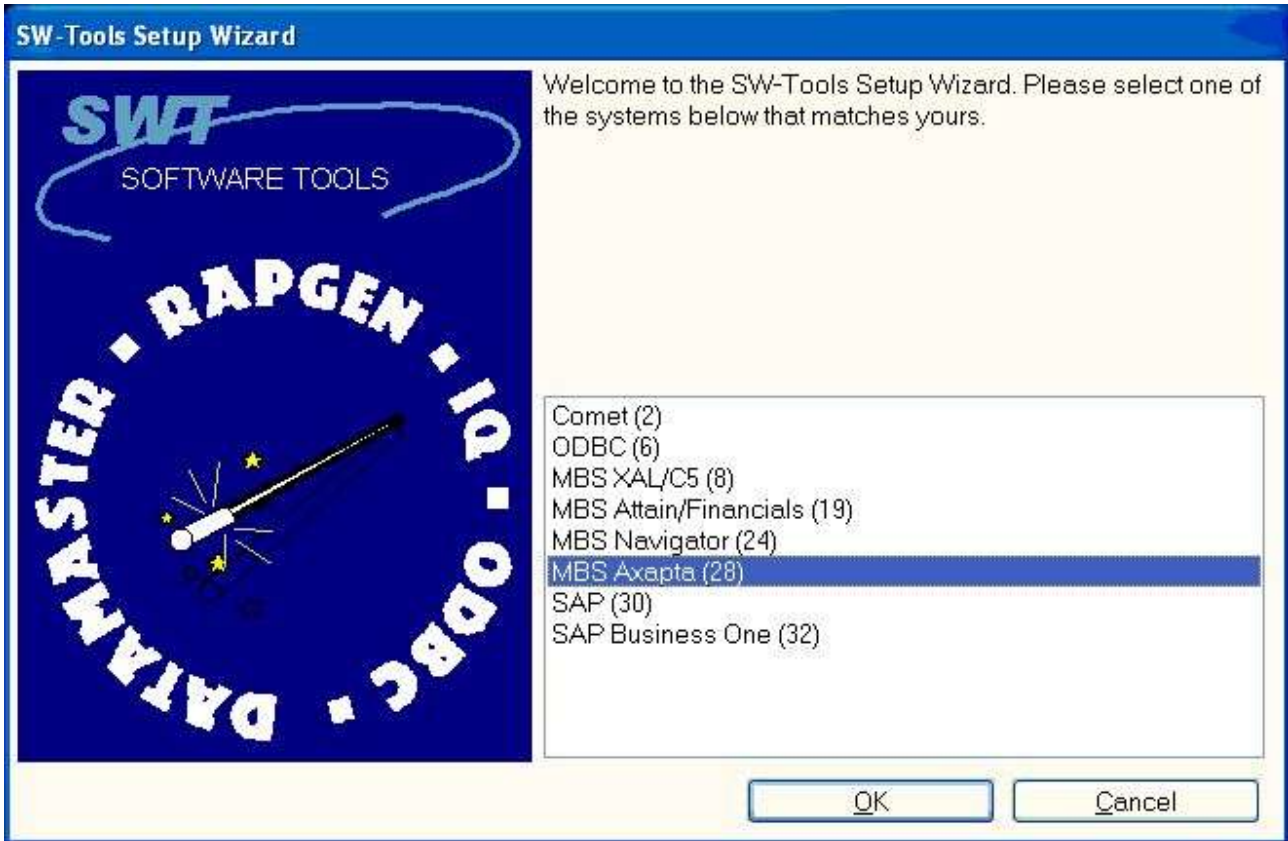 SW-Tools Setup Wizard
SWT
SOFTWARE TOOLS
DATAMASTER ▪ RAPGEN ▪ IQ ▪ ODBC ▪
Welcome to the SW-Tools Setup Wizard. Please select one of
the systems below that matches yours.
Comet (2)
ODBC (6)
MBS XAL/C5 (8)
MBS Attain/Financials (19)
MBS Navigator (24)
MBS Axapta (28)
SAP (30)
SAP Business One (32)
OK
Cancel